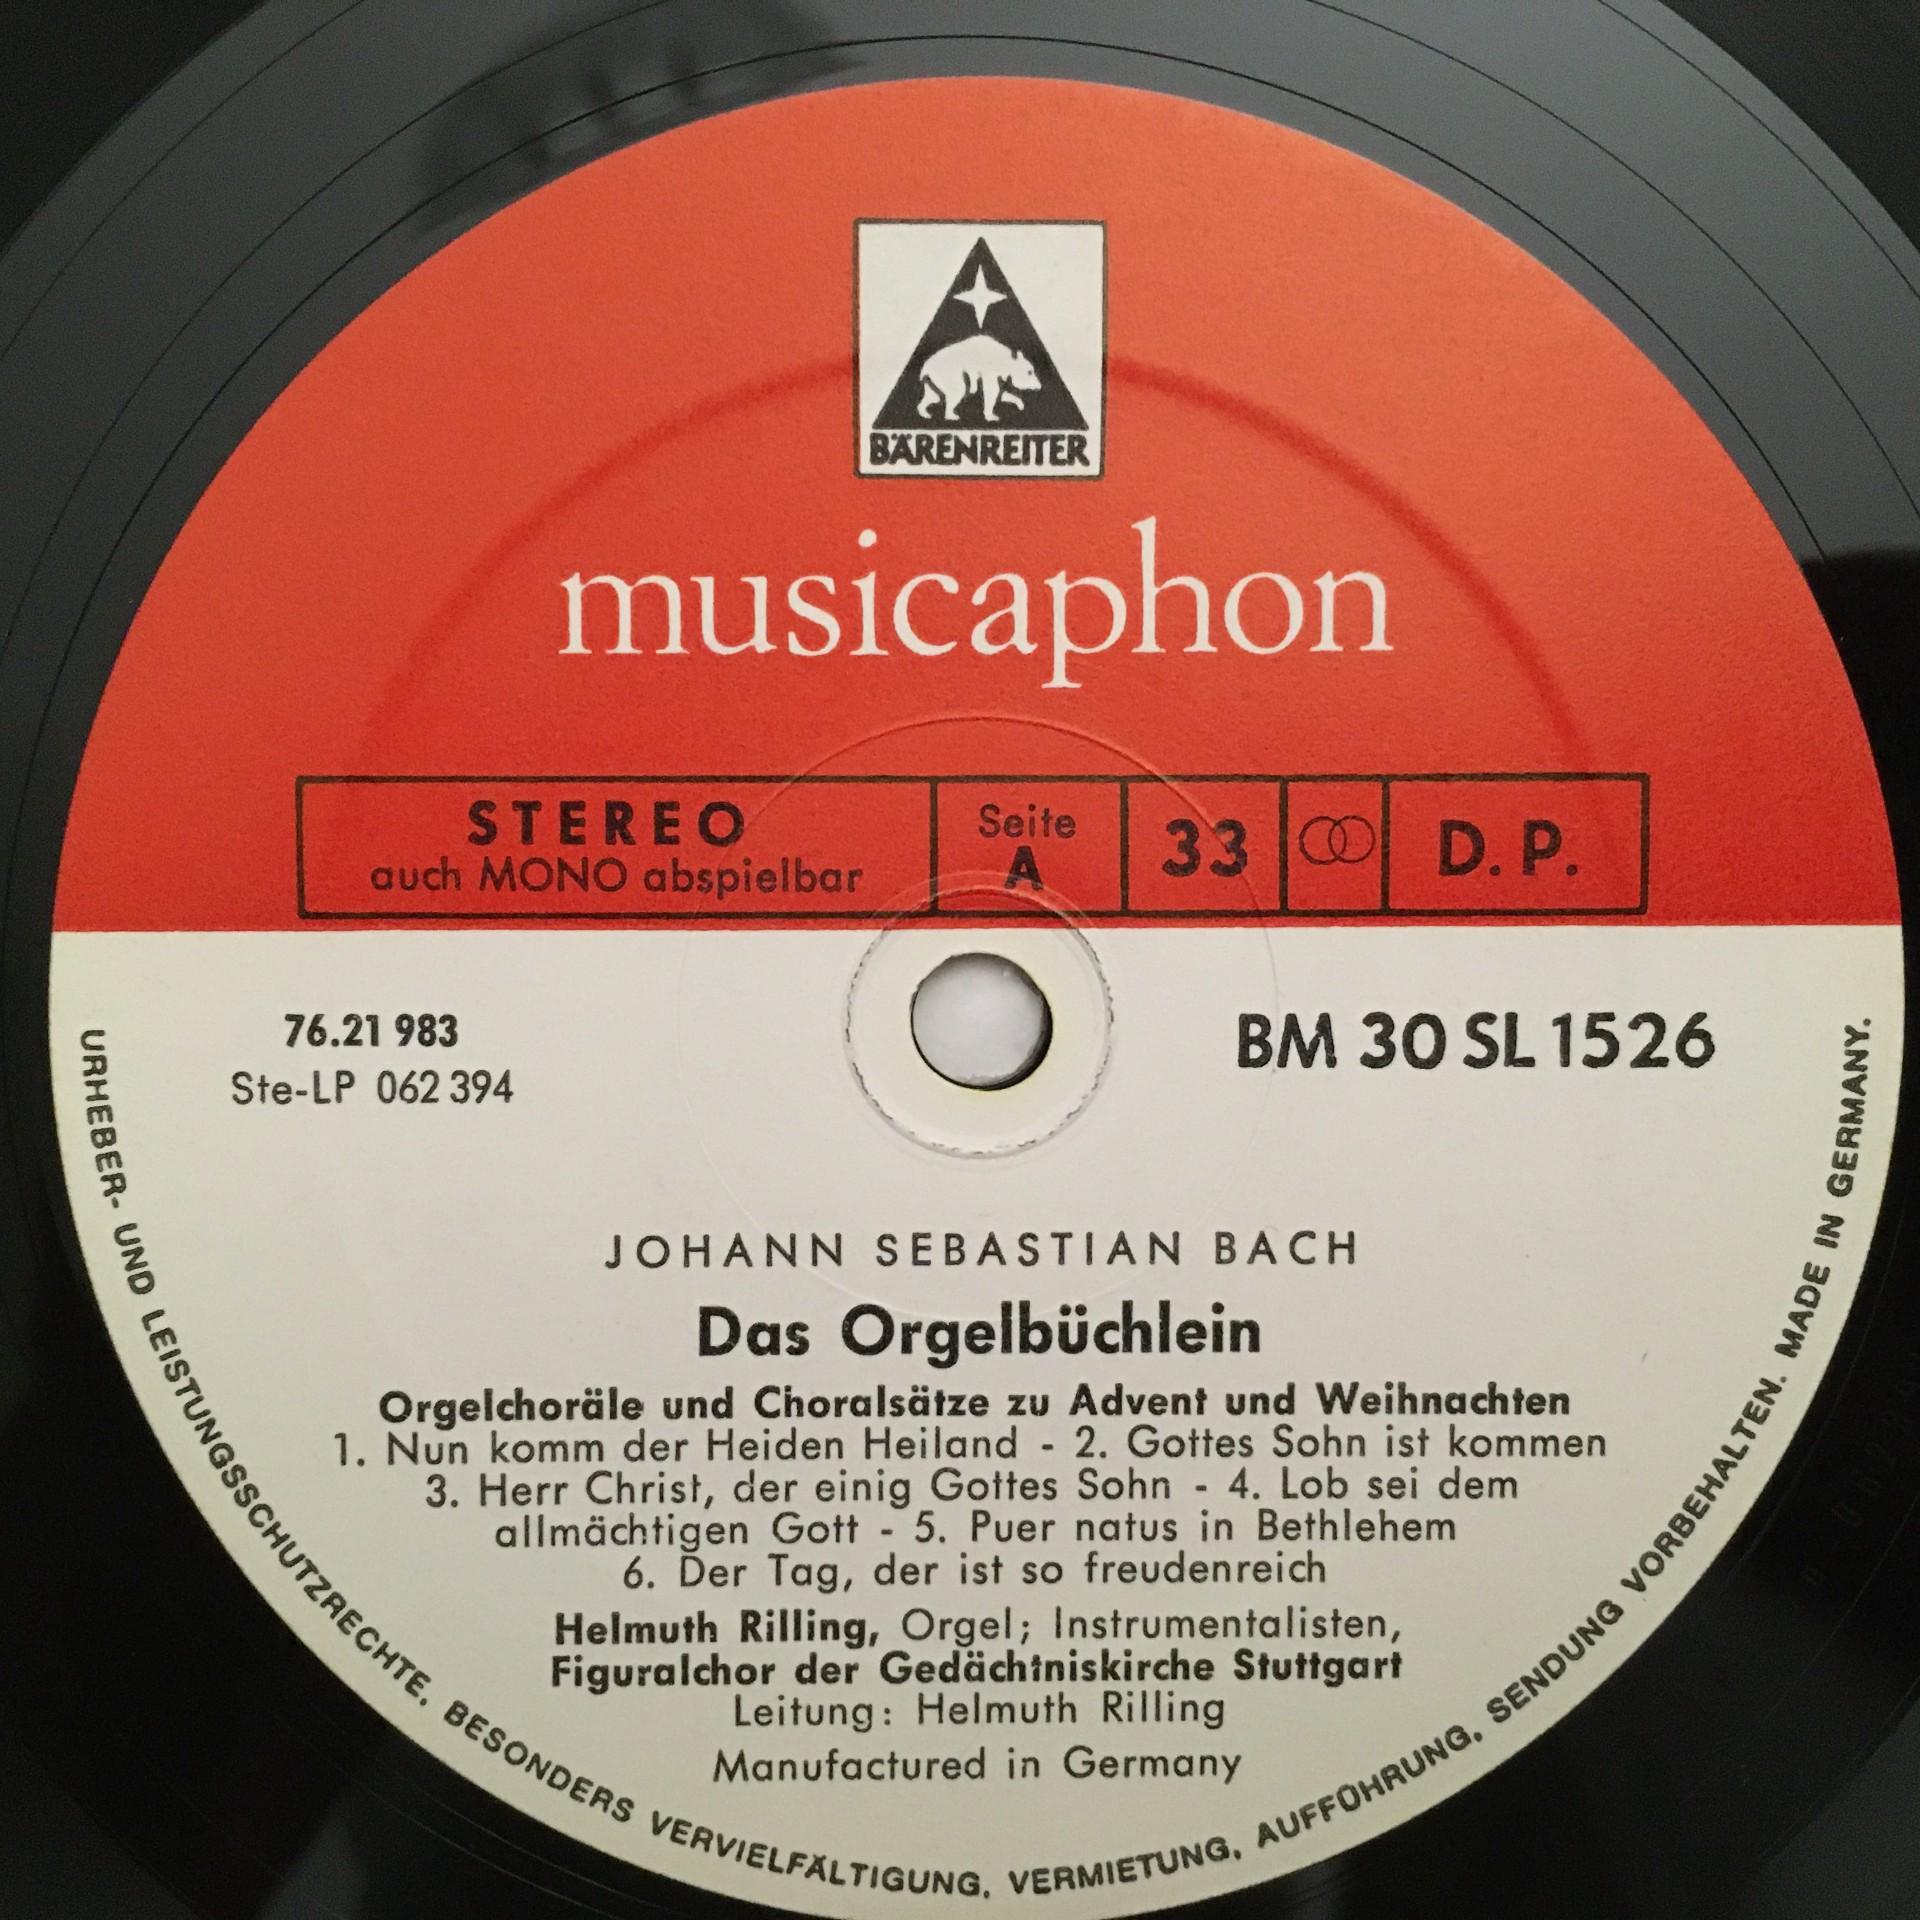 BÄRENREITER
musicaphon
STEREO
auch MONO abspielbar
Seite
A
33
D. P.
76.21 983
Ste-LP 062 394
BM 30 SL 1526
JOHANN SEBASTIAN BACH
Das Orgelbüchlein
Orgelchoräle und Choralsätze zu Advent und Weihnachten
1. Nun komm der Heiden Heiland - 2. Gottes Sohn ist kommen
3. Herr Christ, der einig Gottes Sohn - 4. Lob sei dem
allmächtigen Gott - 5. Puer natus in Bethlehem
6. Der Tag, der ist so freudenreich
Helmuth Rilling, Orgel; Instrumentalisten,
Figuralchor der Gedächtniskirche Stuttgart
Leitung: Helmuth Rilling
Manufactured in Germany
URHEBER- UND LEISTUNGSSCHUTZRECHTE. BESONDERS VERVIELFÄLTIGUNG, VERMIETUNG, AUFFÜHRUNG, SENDUNG VORBEHALTEN. MADE IN GERMANY.